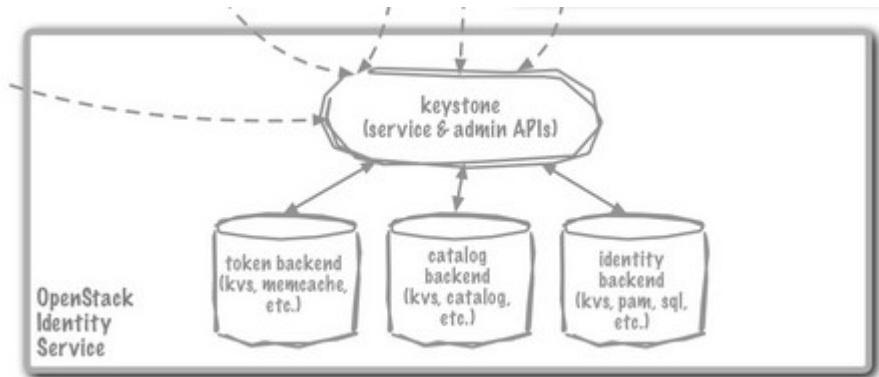 keystone
(service & admin APIs)
token backend
(kvs, memcache,
etc.)
catalog
backend
(kvs, catalog,
etc.)
identity
backend
(kvs, pam, sql,
etc.)
OpenStack
Identity
Service